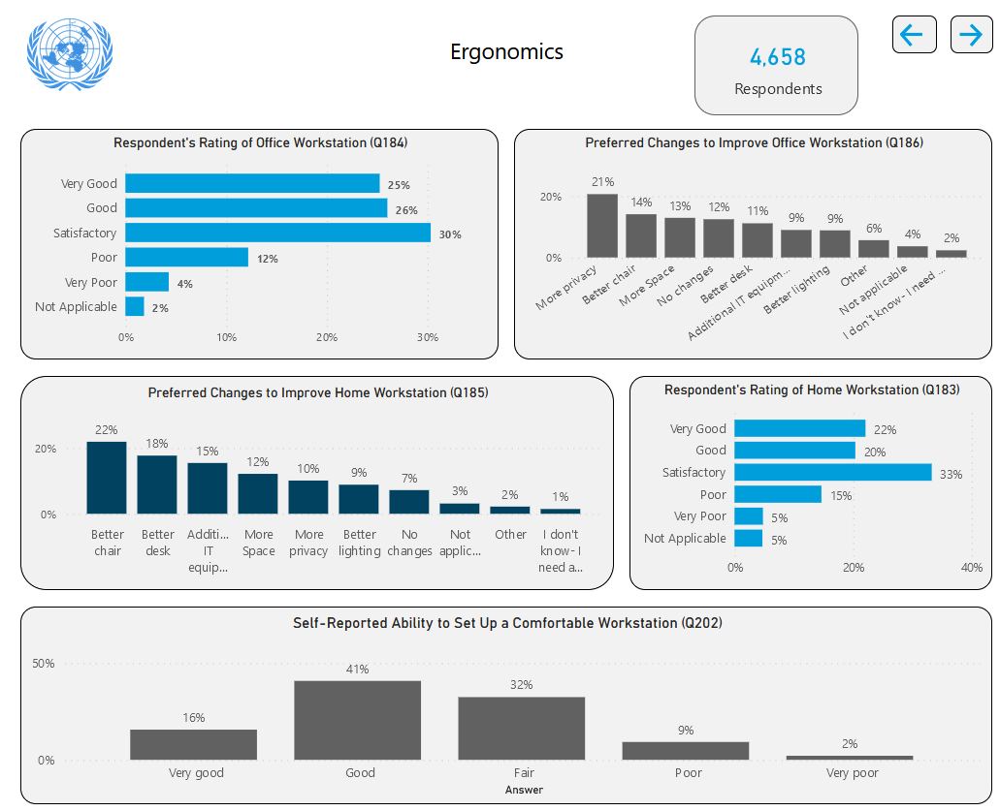 Ergonomics
4,658
Respondents
Respondent's Rating of Office Workstation (Q184)
Very Good 25%
Good 26%
Satisfactory 30%
Poor 12%
Very Poor 4%
Not Applicable 2%
0% 10% 20% 30%
Preferred Changes to Improve Office Workstation (Q186)
20%
0%
21% 14% 13% 12% 11% 9% 9% 6% 4% 2%
More privacy
Better chair
More Space
No changes
Better desk
Additional IT equipm...
Better lighting
Other
Not applicable
I don't know - I need ...
Preferred Changes to Improve Home Workstation (Q185)
20%
0%
22% 18% 15% 12% 10% 9% 7% 3% 2% 1%
Better chair
Better desk
Additi... IT equip...
More Space
More privacy
Better lighting
No changes
Not applic...
Other
I don't know- I need a...
Respondent's Rating of Home Workstation (Q183)
Very Good 22%
Good 20%
Satisfactory 33%
Poor 15%
Very Poor 5%
Not Applicable 5%
0% 20% 40%
Self-Reported Ability to Set Up a Comfortable Workstation (Q202)
50%
0%
16% 41% 32% 9% 2%
Very good Good Fair Poor Very poor
Answer